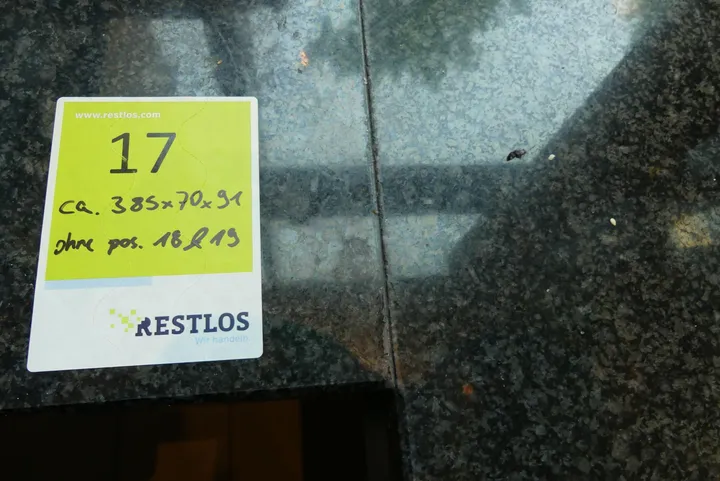 www.restlos.com
17
ca. 385x70x91
ohne pos. 18 & 19
RESTLOS
Wir handeln!